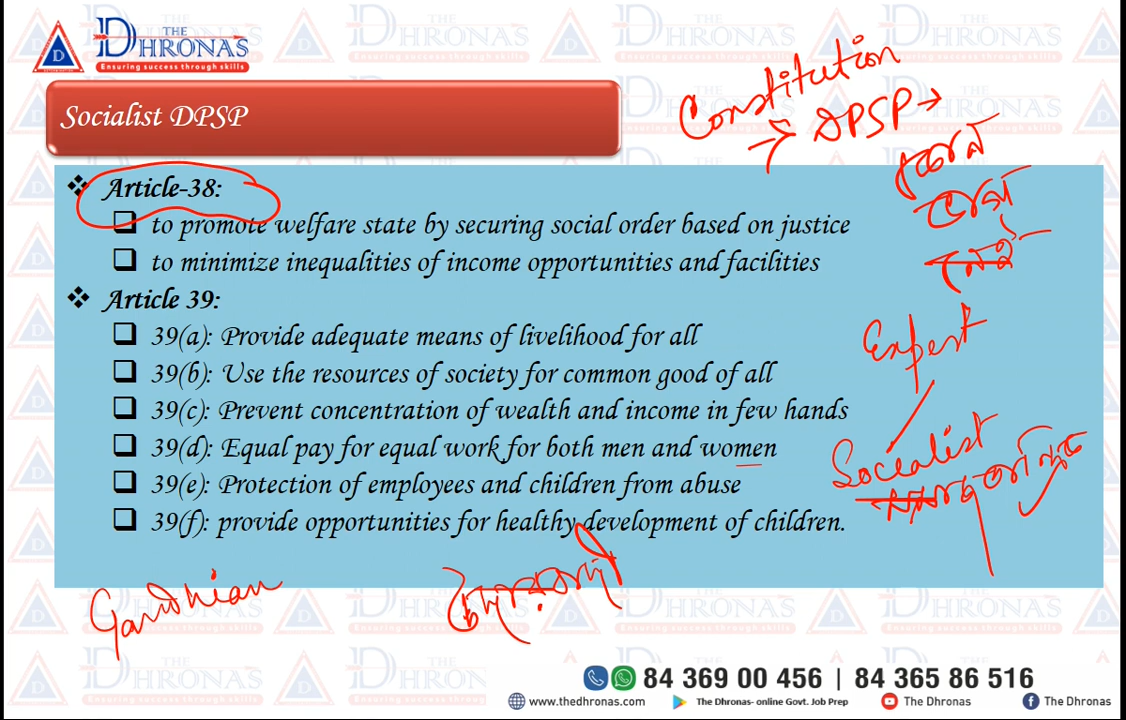 THE
DHRONAS
Ensuring success through skills
Socialist DPSP
Constitution
→ DPSP →
Article-38:
to promote welfare state by securing social order based on justice
to minimize inequalities of income opportunities and facilities
Article 39:
39(a): Provide adequate means of livelihood for all
39(b): Use the resources of society for common good of all
39(c): Prevent concentration of wealth and income in few hands
39(d): Equal pay for equal work for both men and women
39(e): Protection of employees and children from abuse
39(f): provide opportunities for healthy development of children.
Expert
Socialist
Gandhian
84 369 00 456 | 84 365 86 516
www.thedhronas.com The Dhronas- online Govt. Job Prep The Dhronas The Dhronas